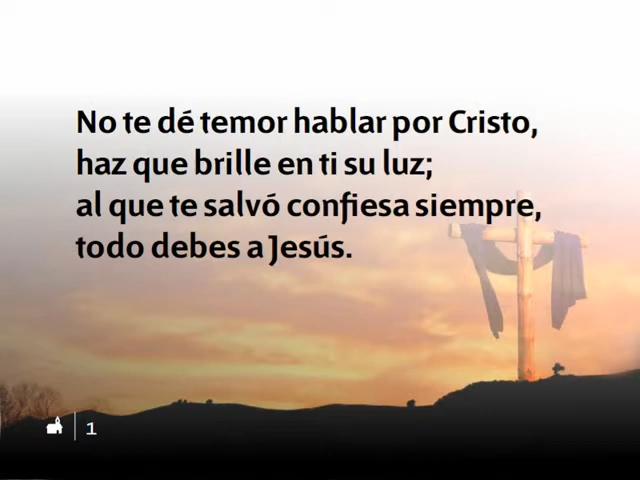 No te dé temor hablar por Cristo,
haz que brille en ti su luz;
al que te salvó confiesa siempre,
todo debes a Jesús.
1